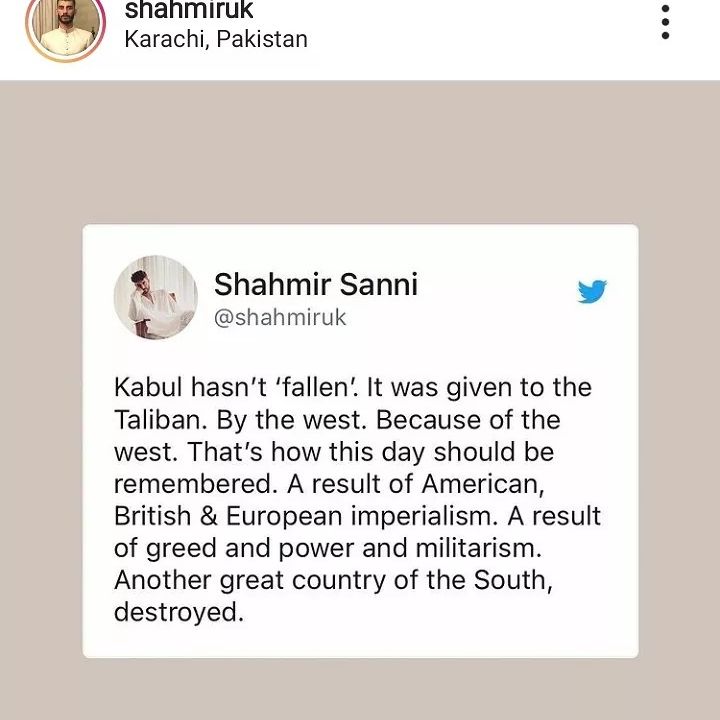 shahmiruk
Karachi, Pakistan
Shahmir Sanni
@shahmiruk
Kabul hasn't 'fallen'. It was given to the
Taliban. By the west. Because of the
west. That's how this day should be
remembered. A result of American,
British & European imperialism. A result
of greed and power and militarism.
Another great country of the South,
destroyed.